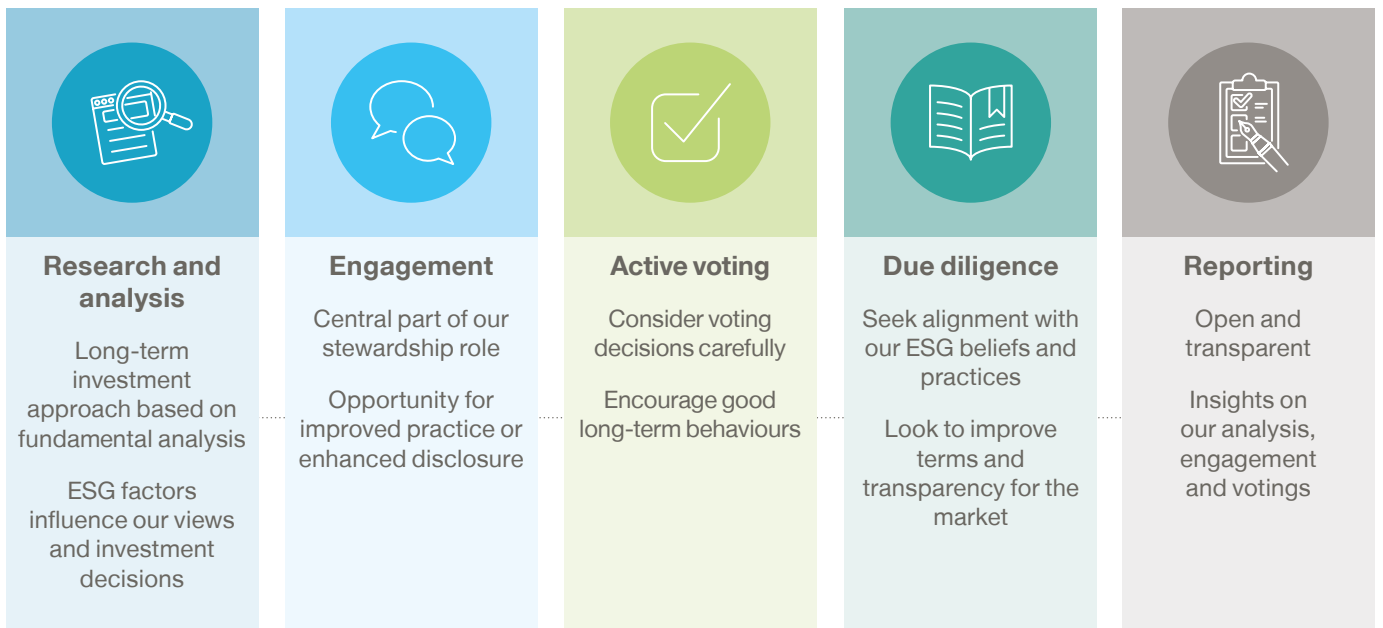 Research and
analysis
Long-term
investment
approach based on
fundamental analysis
ESG factors
influence our views
and investment
decisions
Engagement
Central part of our
stewardship role
Opportunity for
improved practice or
enhanced disclosure
Active voting
Consider voting
decisions carefully
Encourage good
long-term behaviours
Due diligence
Seek alignment with
our ESG beliefs and
practices
Look to improve
terms and
transparency for the
market
Reporting
Open and
transparent
Insights on
our analysis,
engagement
and votings